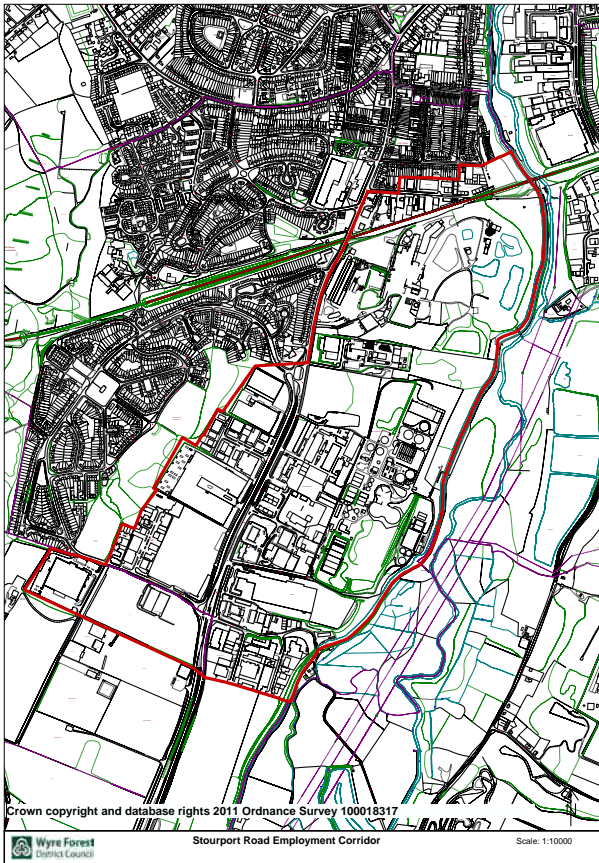 Crown copyright and database rights 2011 Ordnance Survey 100018317
Wyre Forest
District Council
Stourport Road Employment Corridor
Scale: 1:10000